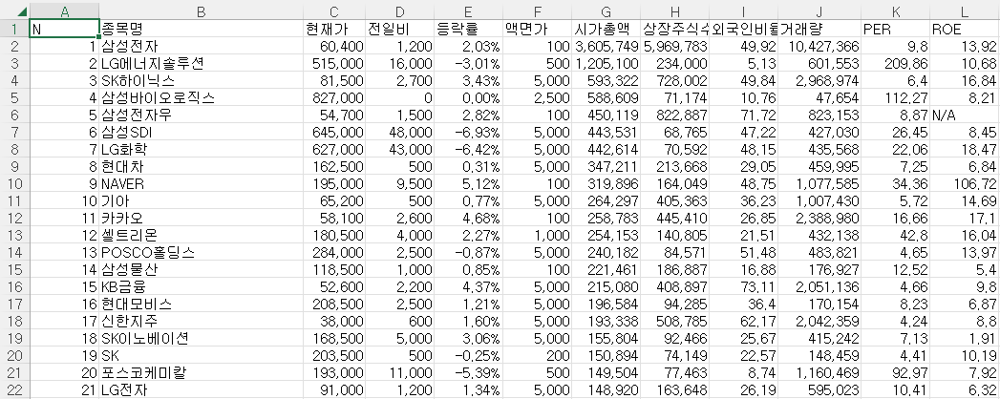 A B C D E F G H I J K L
1 N 종목명 현재가 전일비 등락률 액면가 시가총액 상장주식수 외국인비율 거래량 PER ROE
2 1 삼성전자 60,400 1,200 2.03% 100 3,605,749 5,969,783 49.92 10,427,366 9.8 13.92
3 2 LG에너지솔루션 515,000 16,000 -3.01% 500 1,205,100 234,000 5.13 601,553 209.86 10.68
4 3 SK하이닉스 81,500 2,700 3.43% 5,000 593,322 728,002 49.84 2,968,974 6.4 16.84
5 4 삼성바이오로직스 827,000 0 0.00% 2,500 588,609 71,174 10.76 47,654 112.27 8.21
6 5 삼성전자우 54,700 1,500 2.82% 100 450,119 822,887 71.72 823,153 8.87 N/A
7 6 삼성SDI 645,000 48,000 -6.93% 5,000 443,531 68,765 47.22 427,030 26.45 8.45
8 7 LG화학 627,000 43,000 -6.42% 5,000 442,614 70,592 48.15 435,568 22.06 18.47
9 8 현대차 162,500 500 0.31% 5,000 347,211 213,668 29.05 459,995 7.25 6.84
10 9 NAVER 195,000 9,500 5.12% 100 319,896 164,049 48.75 1,077,585 34.36 106.72
11 10 기아 65,200 500 0.77% 5,000 264,297 405,363 36.23 1,007,430 5.72 14.69
12 11 카카오 58,100 2,600 4.68% 100 258,783 445,410 26.85 2,388,980 16.66 17.1
13 12 셀트리온 180,500 4,000 2.27% 1,000 254,153 140,805 21.51 432,138 42.8 16.04
14 13 POSCO홀딩스 284,000 2,500 -0.87% 5,000 240,182 84,571 51.48 483,821 4.65 13.97
15 14 삼성물산 118,500 1,000 0.85% 100 221,461 186,887 16.88 176,927 12.52 5.4
16 15 KB금융 52,600 2,200 4.37% 5,000 215,080 408,897 73.11 2,051,136 4.66 9.8
17 16 현대모비스 208,500 2,500 1.21% 5,000 196,584 94,285 36.4 170,154 8.23 6.87
18 17 신한지주 38,000 600 1.60% 5,000 193,338 508,785 62.17 2,042,359 4.24 8.8
19 18 SK이노베이션 168,500 5,000 3.06% 5,000 155,804 92,466 25.67 415,242 7.13 1.91
20 19 SK 203,500 500 -0.25% 200 150,894 74,149 22.57 148,459 4.41 10.19
21 20 포스코케미칼 193,000 11,000 -5.39% 500 149,504 77,463 8.74 1,160,469 92.97 7.92
22 21 LG전자 91,000 1,200 1.34% 5,000 148,920 163,648 26.19 595,023 10.41 6.32